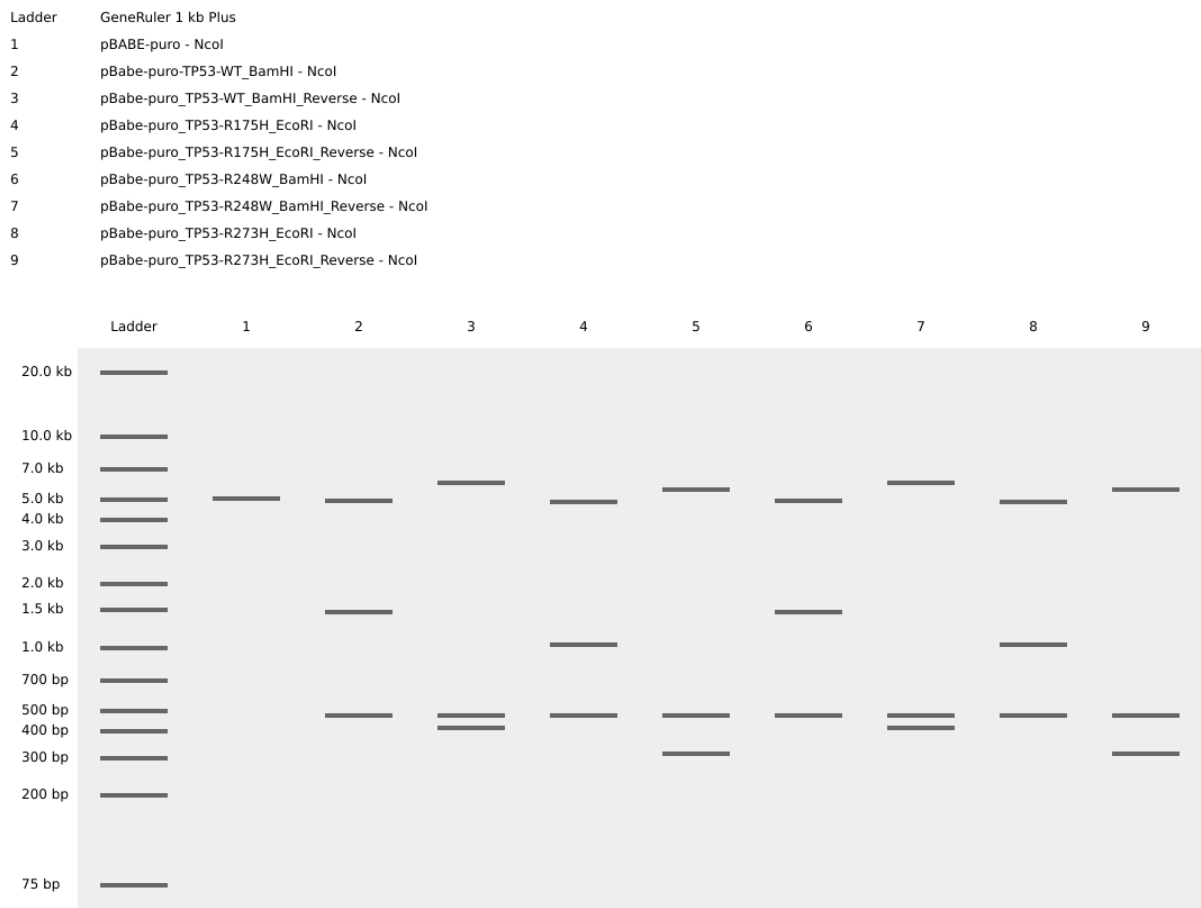 Ladder GeneRuler 1 kb Plus
1 pBABE-puro - NcoI
2 pBabe-puro-TP53-WT_BamHI - NcoI
3 pBabe-puro_TP53-WT_BamHI_Reverse - NcoI
4 pBabe-puro_TP53-R175H_EcoRI - NcoI
5 pBabe-puro_TP53-R175H_EcoRI_Reverse - NcoI
6 pBabe-puro_TP53-R248W_BamHI - NcoI
7 pBabe-puro_TP53-R248W_BamHI_Reverse - NcoI
8 pBabe-puro_TP53-R273H_EcoRI - NcoI
9 pBabe-puro_TP53-R273H_EcoRI_Reverse - NcoI
Ladder 1 2 3 4 5 6 7 8 9
20.0 kb
10.0 kb
7.0 kb
5.0 kb
4.0 kb
3.0 kb
2.0 kb
1.5 kb
1.0 kb
700 bp
500 bp
400 bp
300 bp
200 bp
75 bp